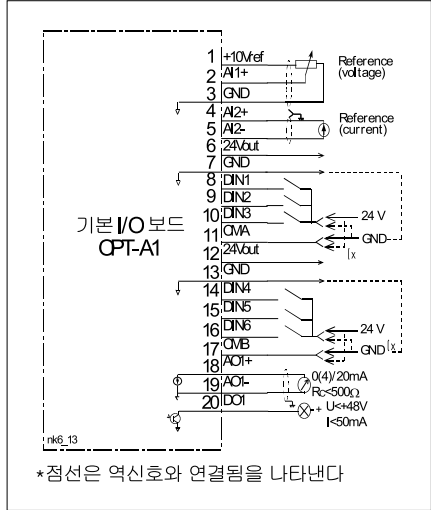 1 +10Vref
2 AI1+
3 GND
4 AI2+
5 AI2-
6 24Vout
7 GND
8 DIN1
9 DIN2
10 DIN3
11 CMA
12 24Vout
13 GND
14 DIN4
15 DIN5
16 DIN6
17 CMB
18 AO1+
19 AO1-
20 DO1
기본 I/O 보드
OPT-A1
Reference
(voltage)
Reference
(current)
24 V
GND
(x
24 V
GND
(x
0(4)/20mA
Rc<500Ω
+ U<+48V
I<50mA
nk6_13
*점선은 역신호와 연결됨을 나타낸다